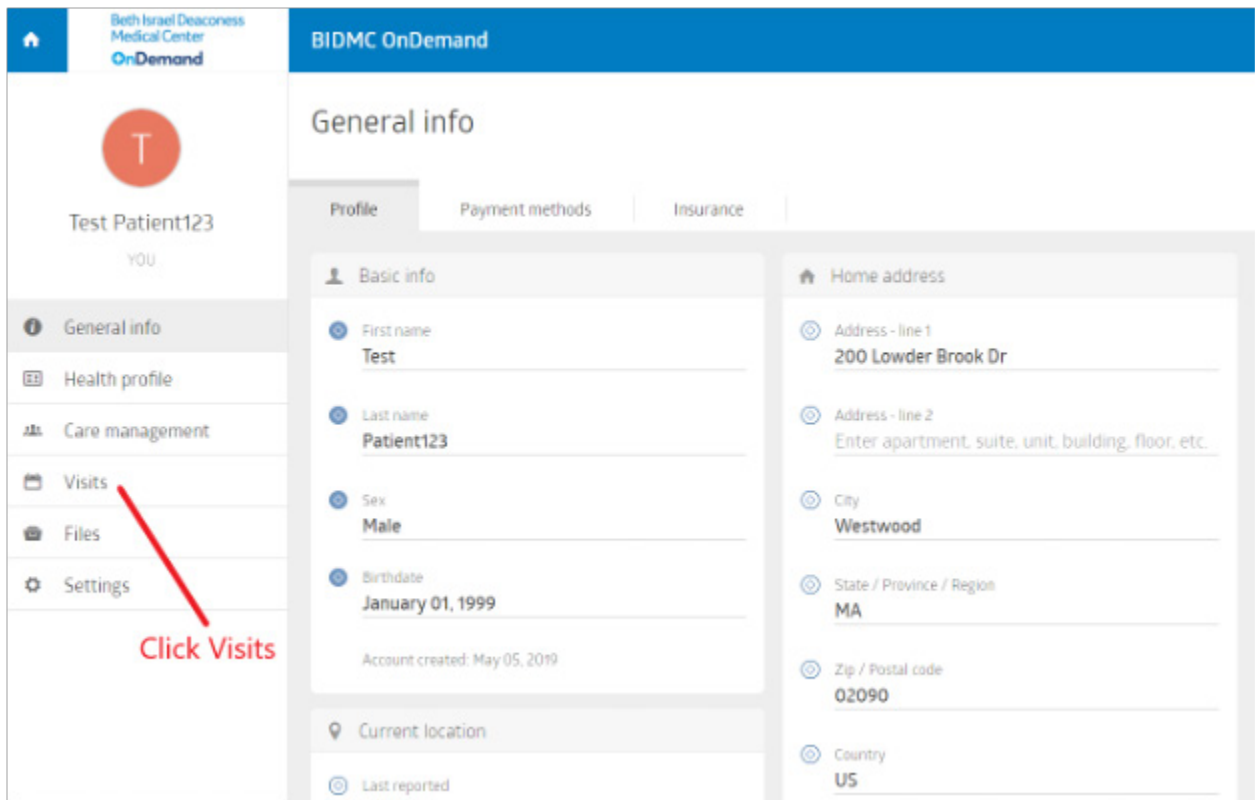 Beth Israel Deaconess
Medical Center
OnDemand
BIDMC OnDemand
T
Test Patient123
YOU
General info
Health profile
Care management
Visits
Files
Settings
Click Visits
General info
Profile Payment methods Insurance
Basic info
First name
Test
Last name
Patient123
Sex
Male
Birthdate
January 01, 1999
Account created: May 05, 2019
Current location
Last reported
Home address
Address - line 1
200 Lowder Brook Dr
Address - line 2
Enter apartment, suite, unit, building, floor, etc.
City
Westwood
State / Province / Region
MA
Zip / Postal code
02090
Country
US